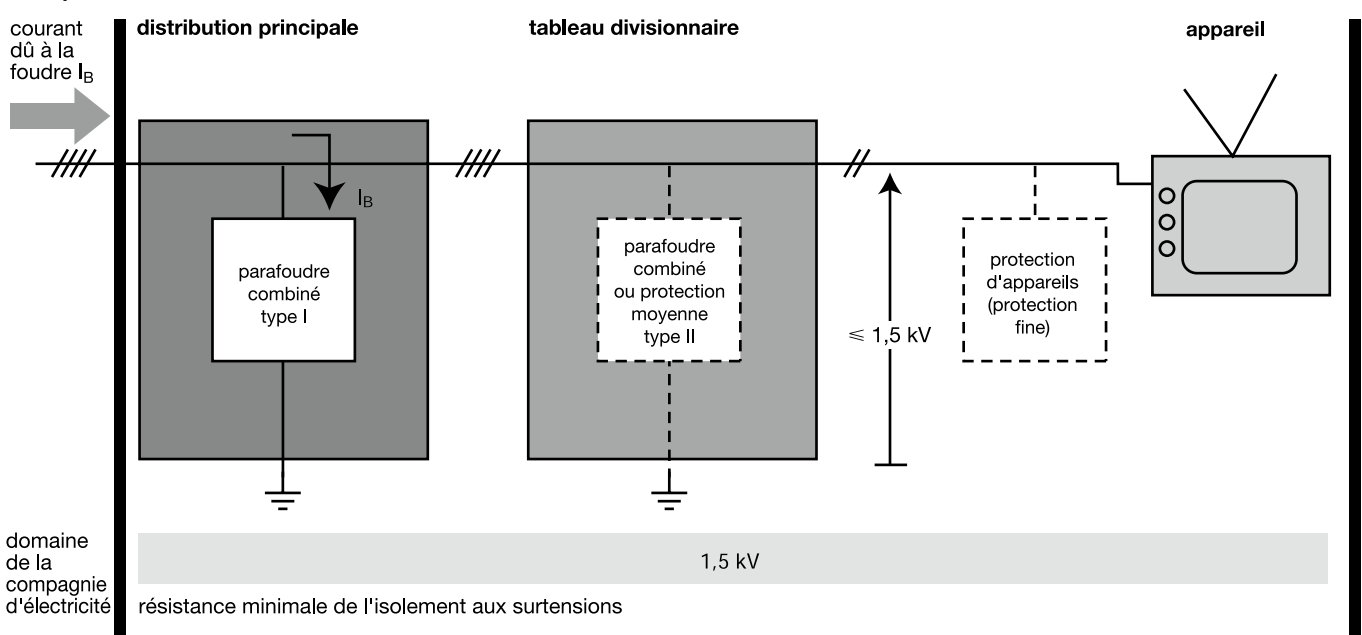 courant
dû à la
foudre IB
distribution principale
tableau divisionnaire
appareil
IB
parafoudre
combiné
type I
parafoudre
combiné
ou protection
moyenne
type II
≤ 1,5 kV
protection
d'appareils
(protection
fine)
domaine
de la
compagnie
d'électricité
1,5 kV
résistance minimale de l'isolement aux surtensions